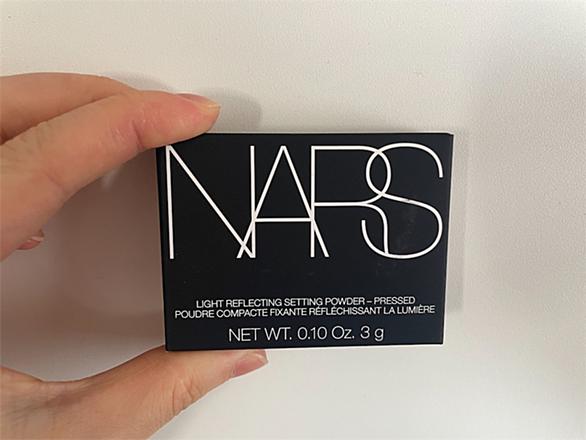 NARS
LIGHT REFLECTING SETTING POWDER – PRESSED
POUDRE COMPACTE FIXANTE RÉFLÉCHISSANT LA LUMIÈRE
NET WT. 0.10 Oz. 3 g